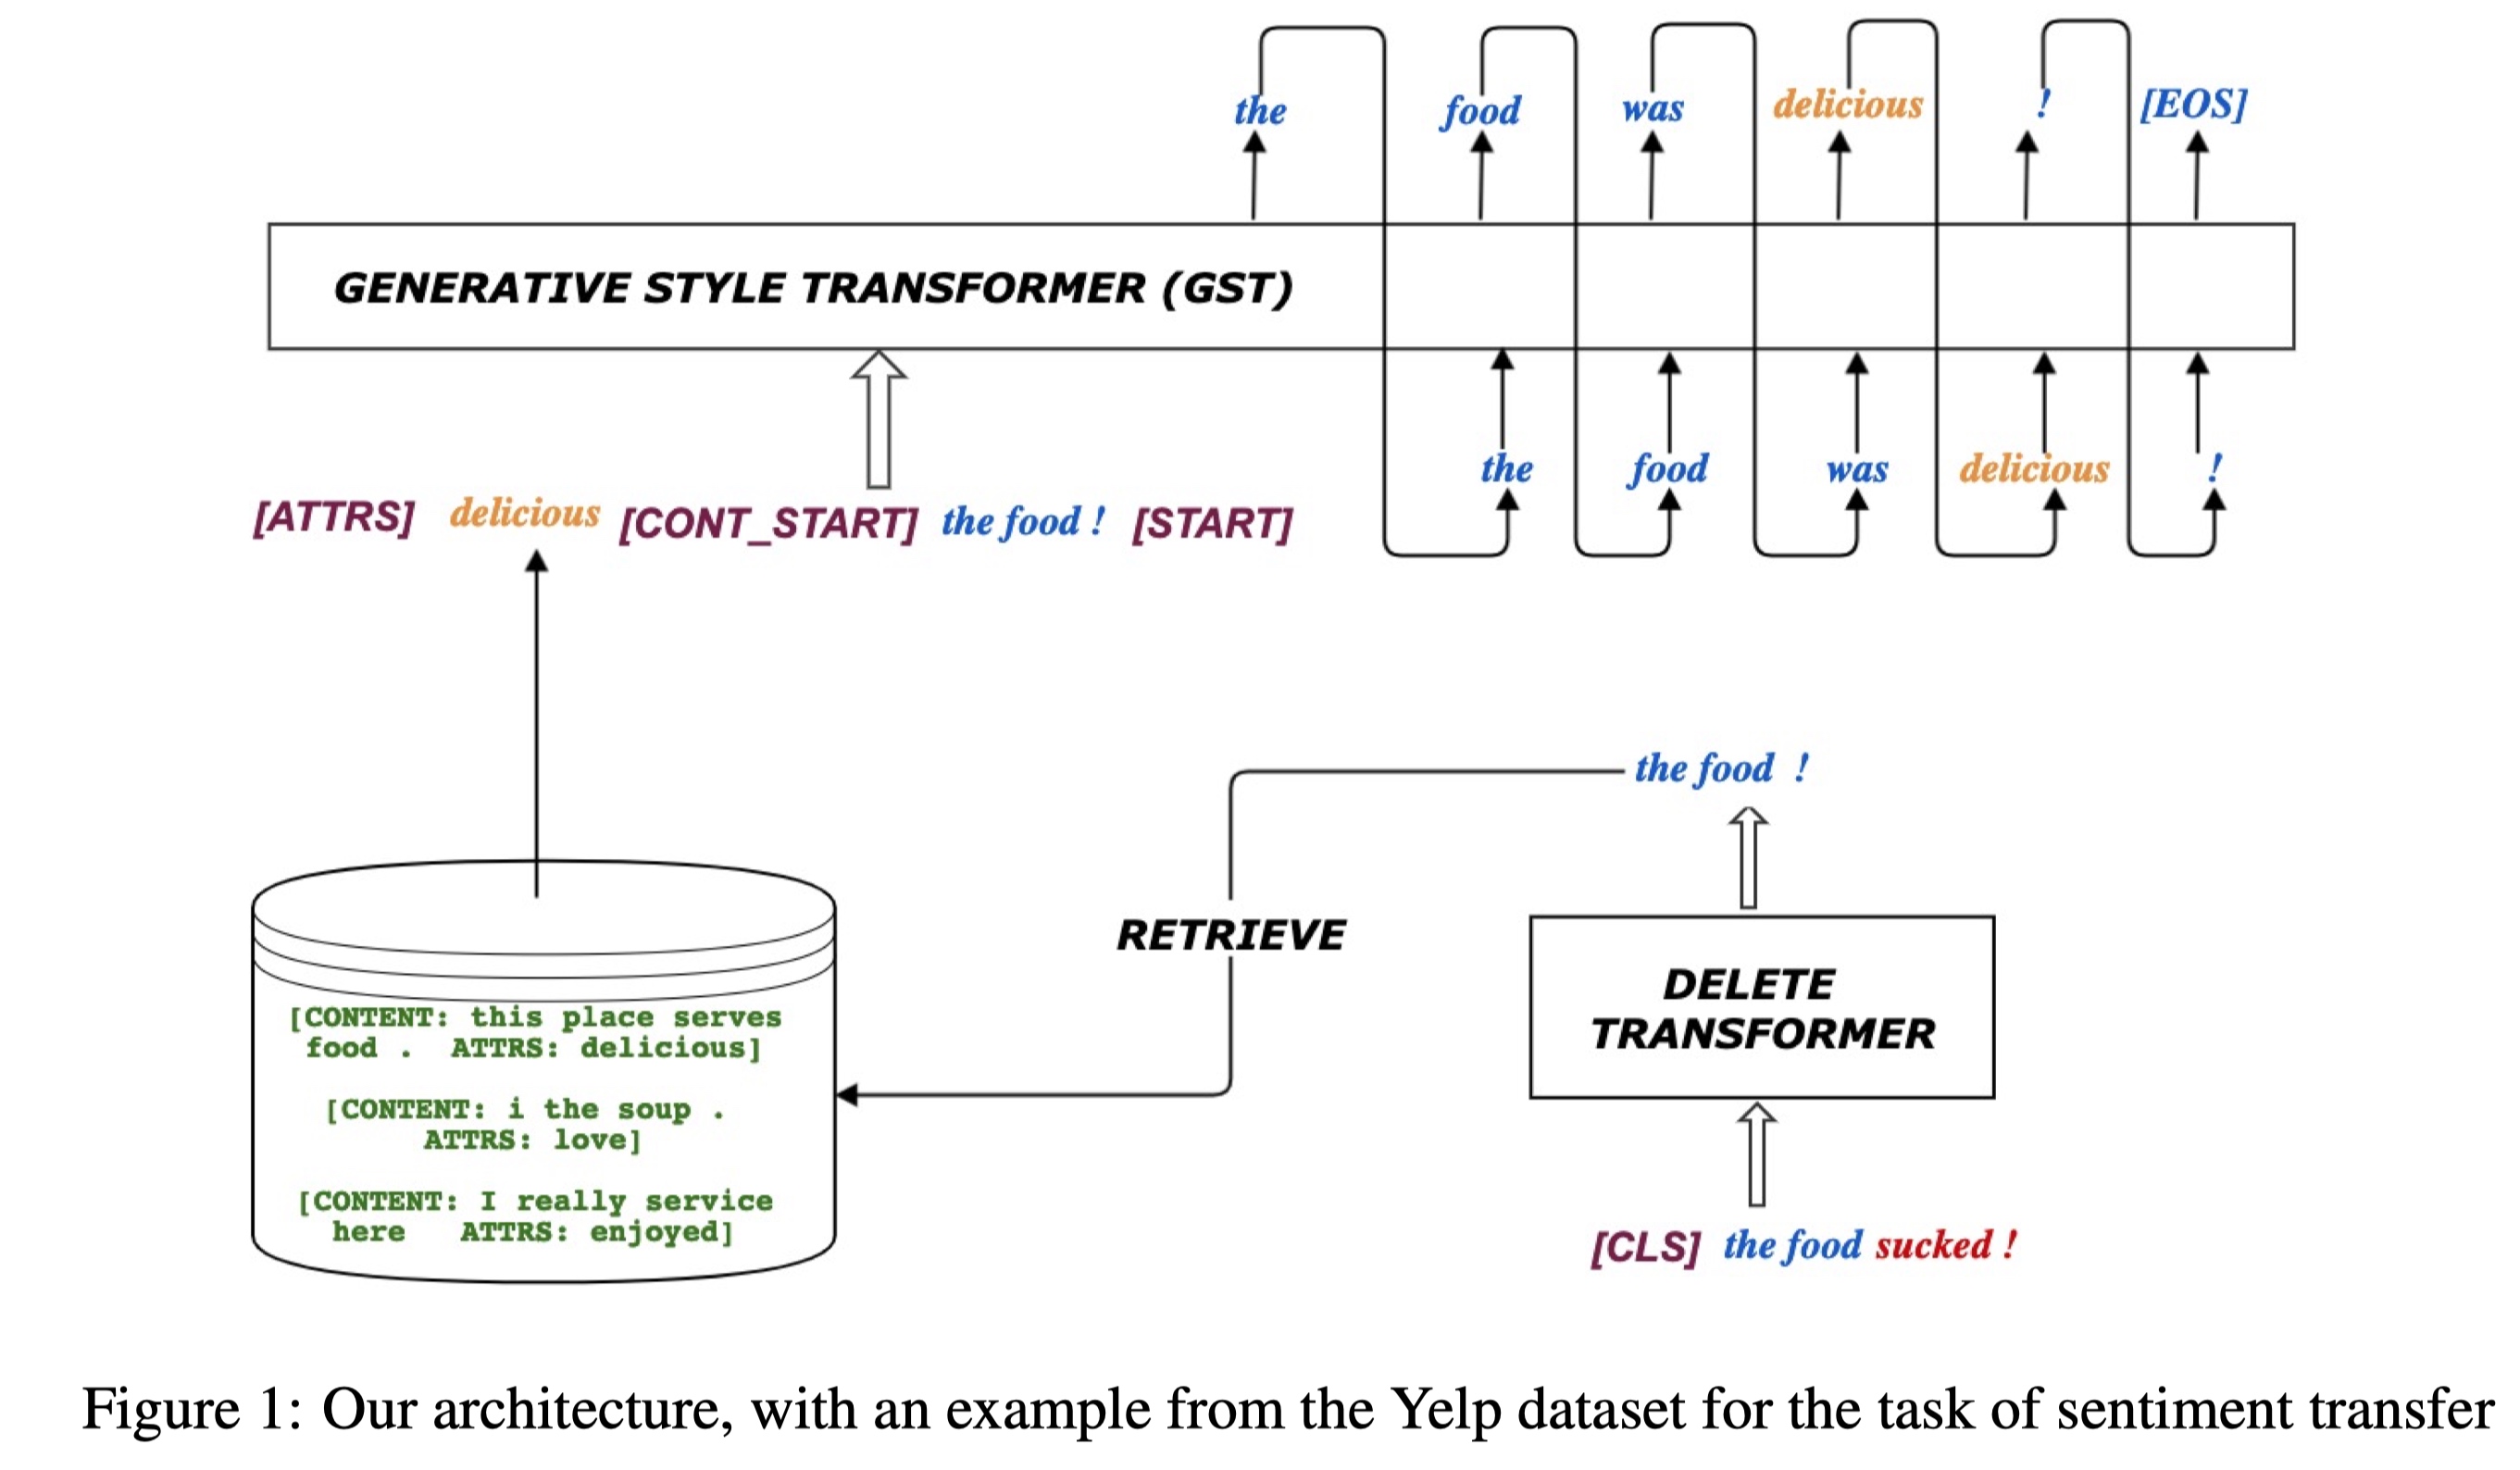 the food was delicious ! [EOS]
GENERATIVE STYLE TRANSFORMER (GST)
the food was delicious !
[ATTRS] delicious [CONT_START] the food ! [START]
the food !
RETRIEVE
DELETE
TRANSFORMER
[CONTENT: this place serves
food . ATTRS: delicious]
[CONTENT: i the soup .
ATTRS: love]
[CONTENT: I really service
here ATTRS: enjoyed]
[CLS] the food sucked !
Figure 1: Our architecture, with an example from the Yelp dataset for the task of sentiment transfer